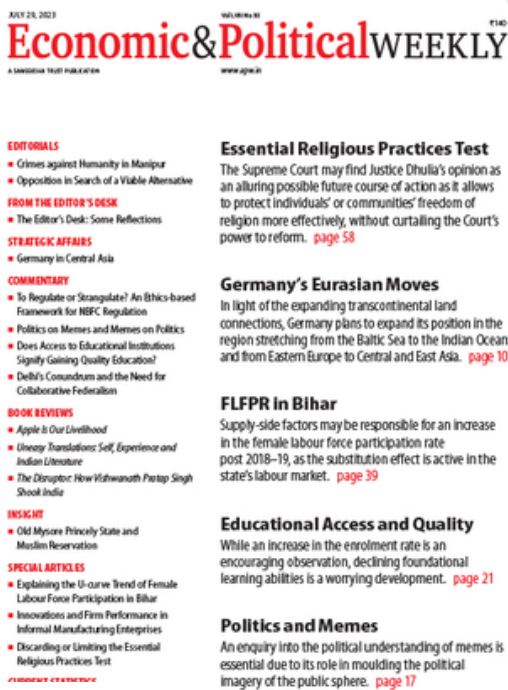 JULY 29, 2023
Vol LVIII No 30
₹140
Economic&PoliticalWEEKLY
A SAMEEKSHA TRUST PUBLICATION
www.epw.in
EDITORIALS
■ Crimes against Humanity in Manipur
■ Opposition in Search of a Viable Alternative
FROM THE EDITOR'S DESK
■ The Editor's Desk: Some Reflections
STRATEGIC AFFAIRS
■ Germany in Central Asia
COMMENTARY
■ To Regulate or Strangulate? An Ethics-based
Framework for NBFC Regulation
■ Politics on Memes and Memes on Politics
■ Does Access to Educational Institutions
Signify Gaining Quality Education?
■ Delhi's Conundrum and the Need for
Collaborative Federalism
BOOK REVIEWS
■ Apple Is Our Livelihood
■ Uneasy Translations: Self, Experience and
Indian Literature
■ The Disruptor: How Vishwanath Pratap Singh
Shook India
INSIGHT
■ Old Mysore Princely State and
Muslim Reservation
SPECIAL ARTICLES
■ Explaining the U-curve Trend of Female
Labour Force Participation in Bihar
■ Innovations and Firm Performance in
Informal Manufacturing Enterprises
■ Discarding or Limiting the Essential
Religious Practices Test
CURRENT STATISTICS
Essential Religious Practices Test
The Supreme Court may find Justice Dhulia's opinion as
an alluring possible future course of action as it allows
to protect individuals' or communities' freedom of
religion more effectively, without curtailing the Court's
power to reform. page 58
Germany's Eurasian Moves
In light of the expanding transcontinental land
connections, Germany plans to expand its position in the
region stretching from the Baltic Sea to the Indian Ocean
and from Eastern Europe to Central and East Asia. page 10
FLFPR in Bihar
Supply-side factors may be responsible for an increase
in the female labour force participation rate
post 2018–19, as the substitution effect is active in the
state's labour market. page 39
Educational Access and Quality
While an increase in the enrolment rate is an
encouraging observation, declining foundational
learning abilities is a worrying development. page 21
Politics and Memes
An enquiry into the political understanding of memes is
essential due to its role in moulding the political
imagery of the public sphere. page 17